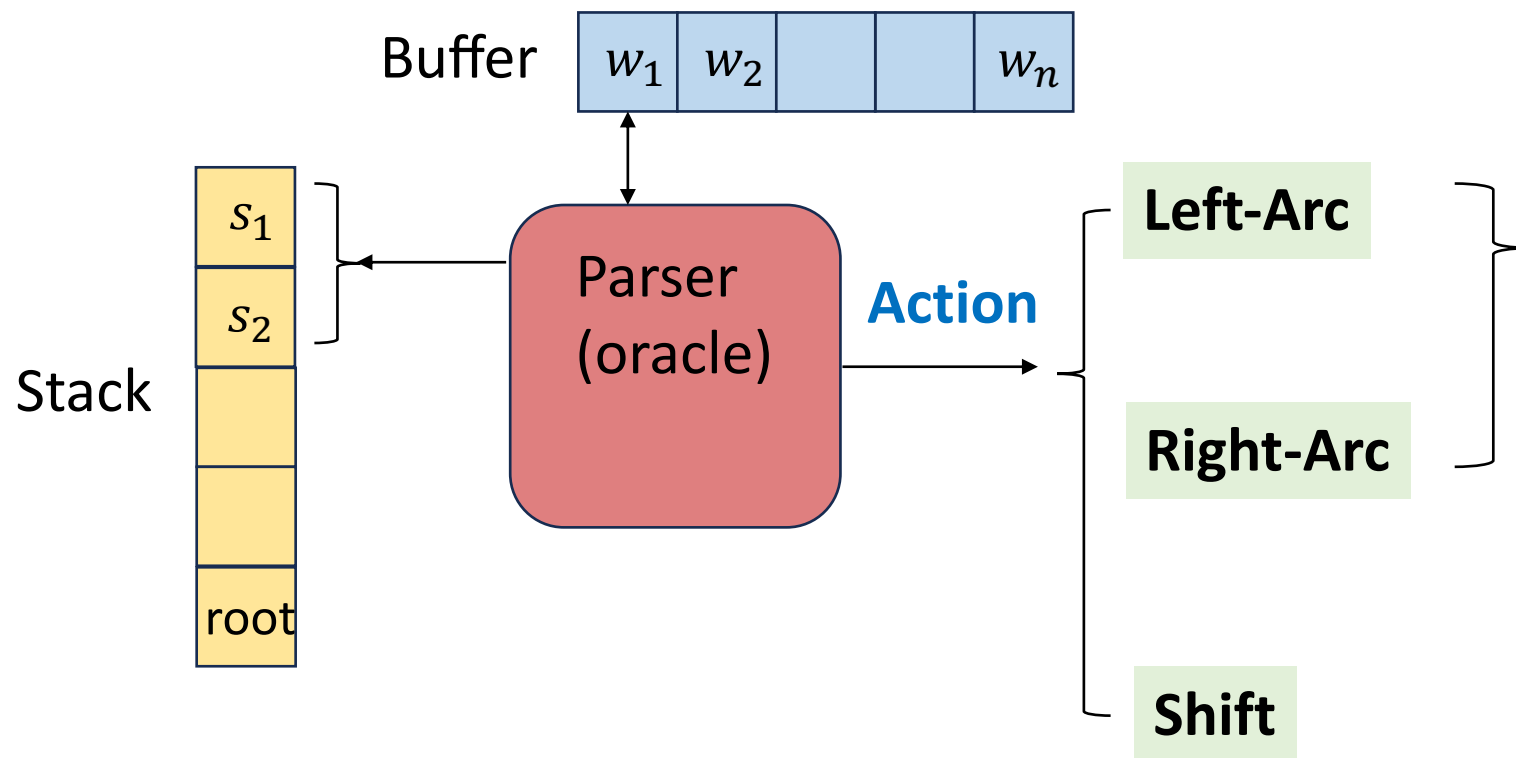 Buffer
w₁ w₂ wₙ
s₁
s₂
Stack
root
Parser
(oracle)
Action
Left-Arc
Right-Arc
Shift